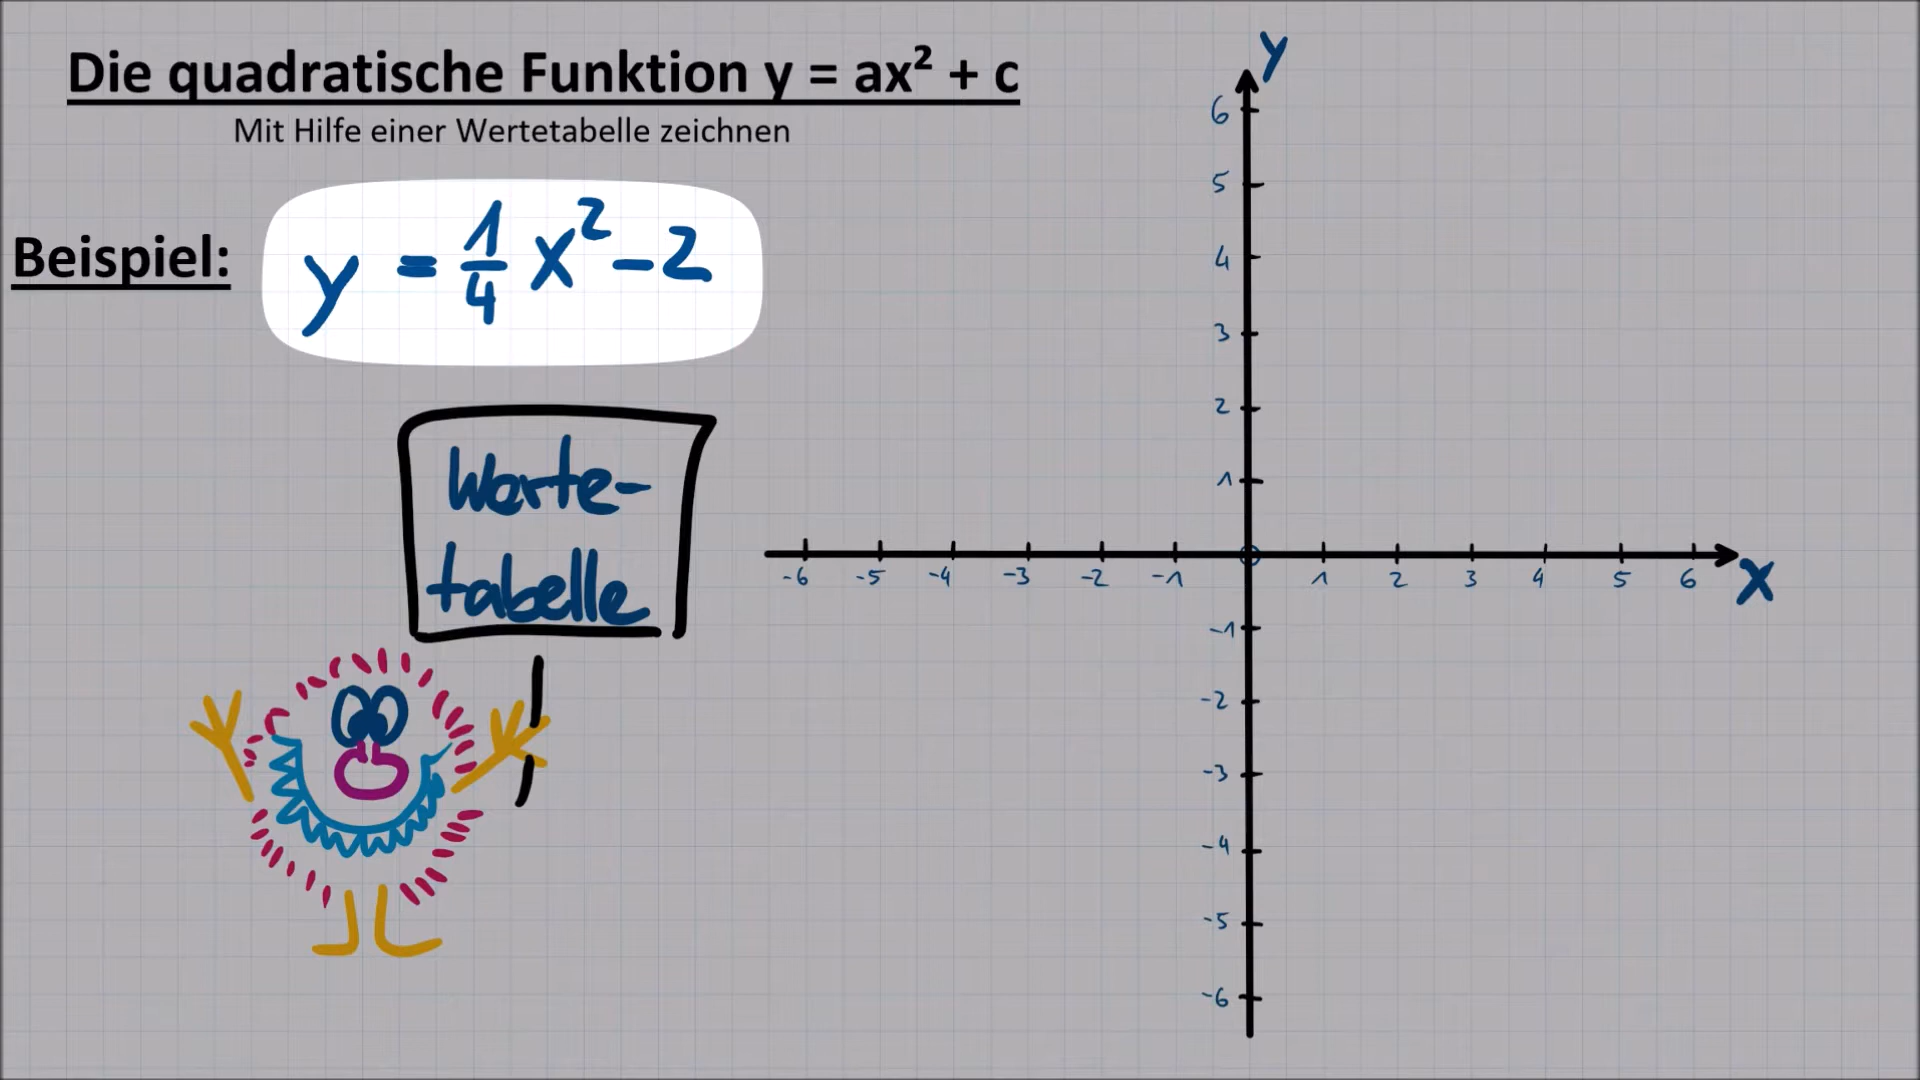 Die quadratische Funktion y = ax² + c
Mit Hilfe einer Wertetabelle zeichnen
Beispiel:
y = 1/4 x² - 2
Werte-
tabelle
y
6
5
4
3
2
1
-6 -5 -4 -3 -2 -1 0 1 2 3 4 5 6 x
-1
-2
-3
-4
-5
-6